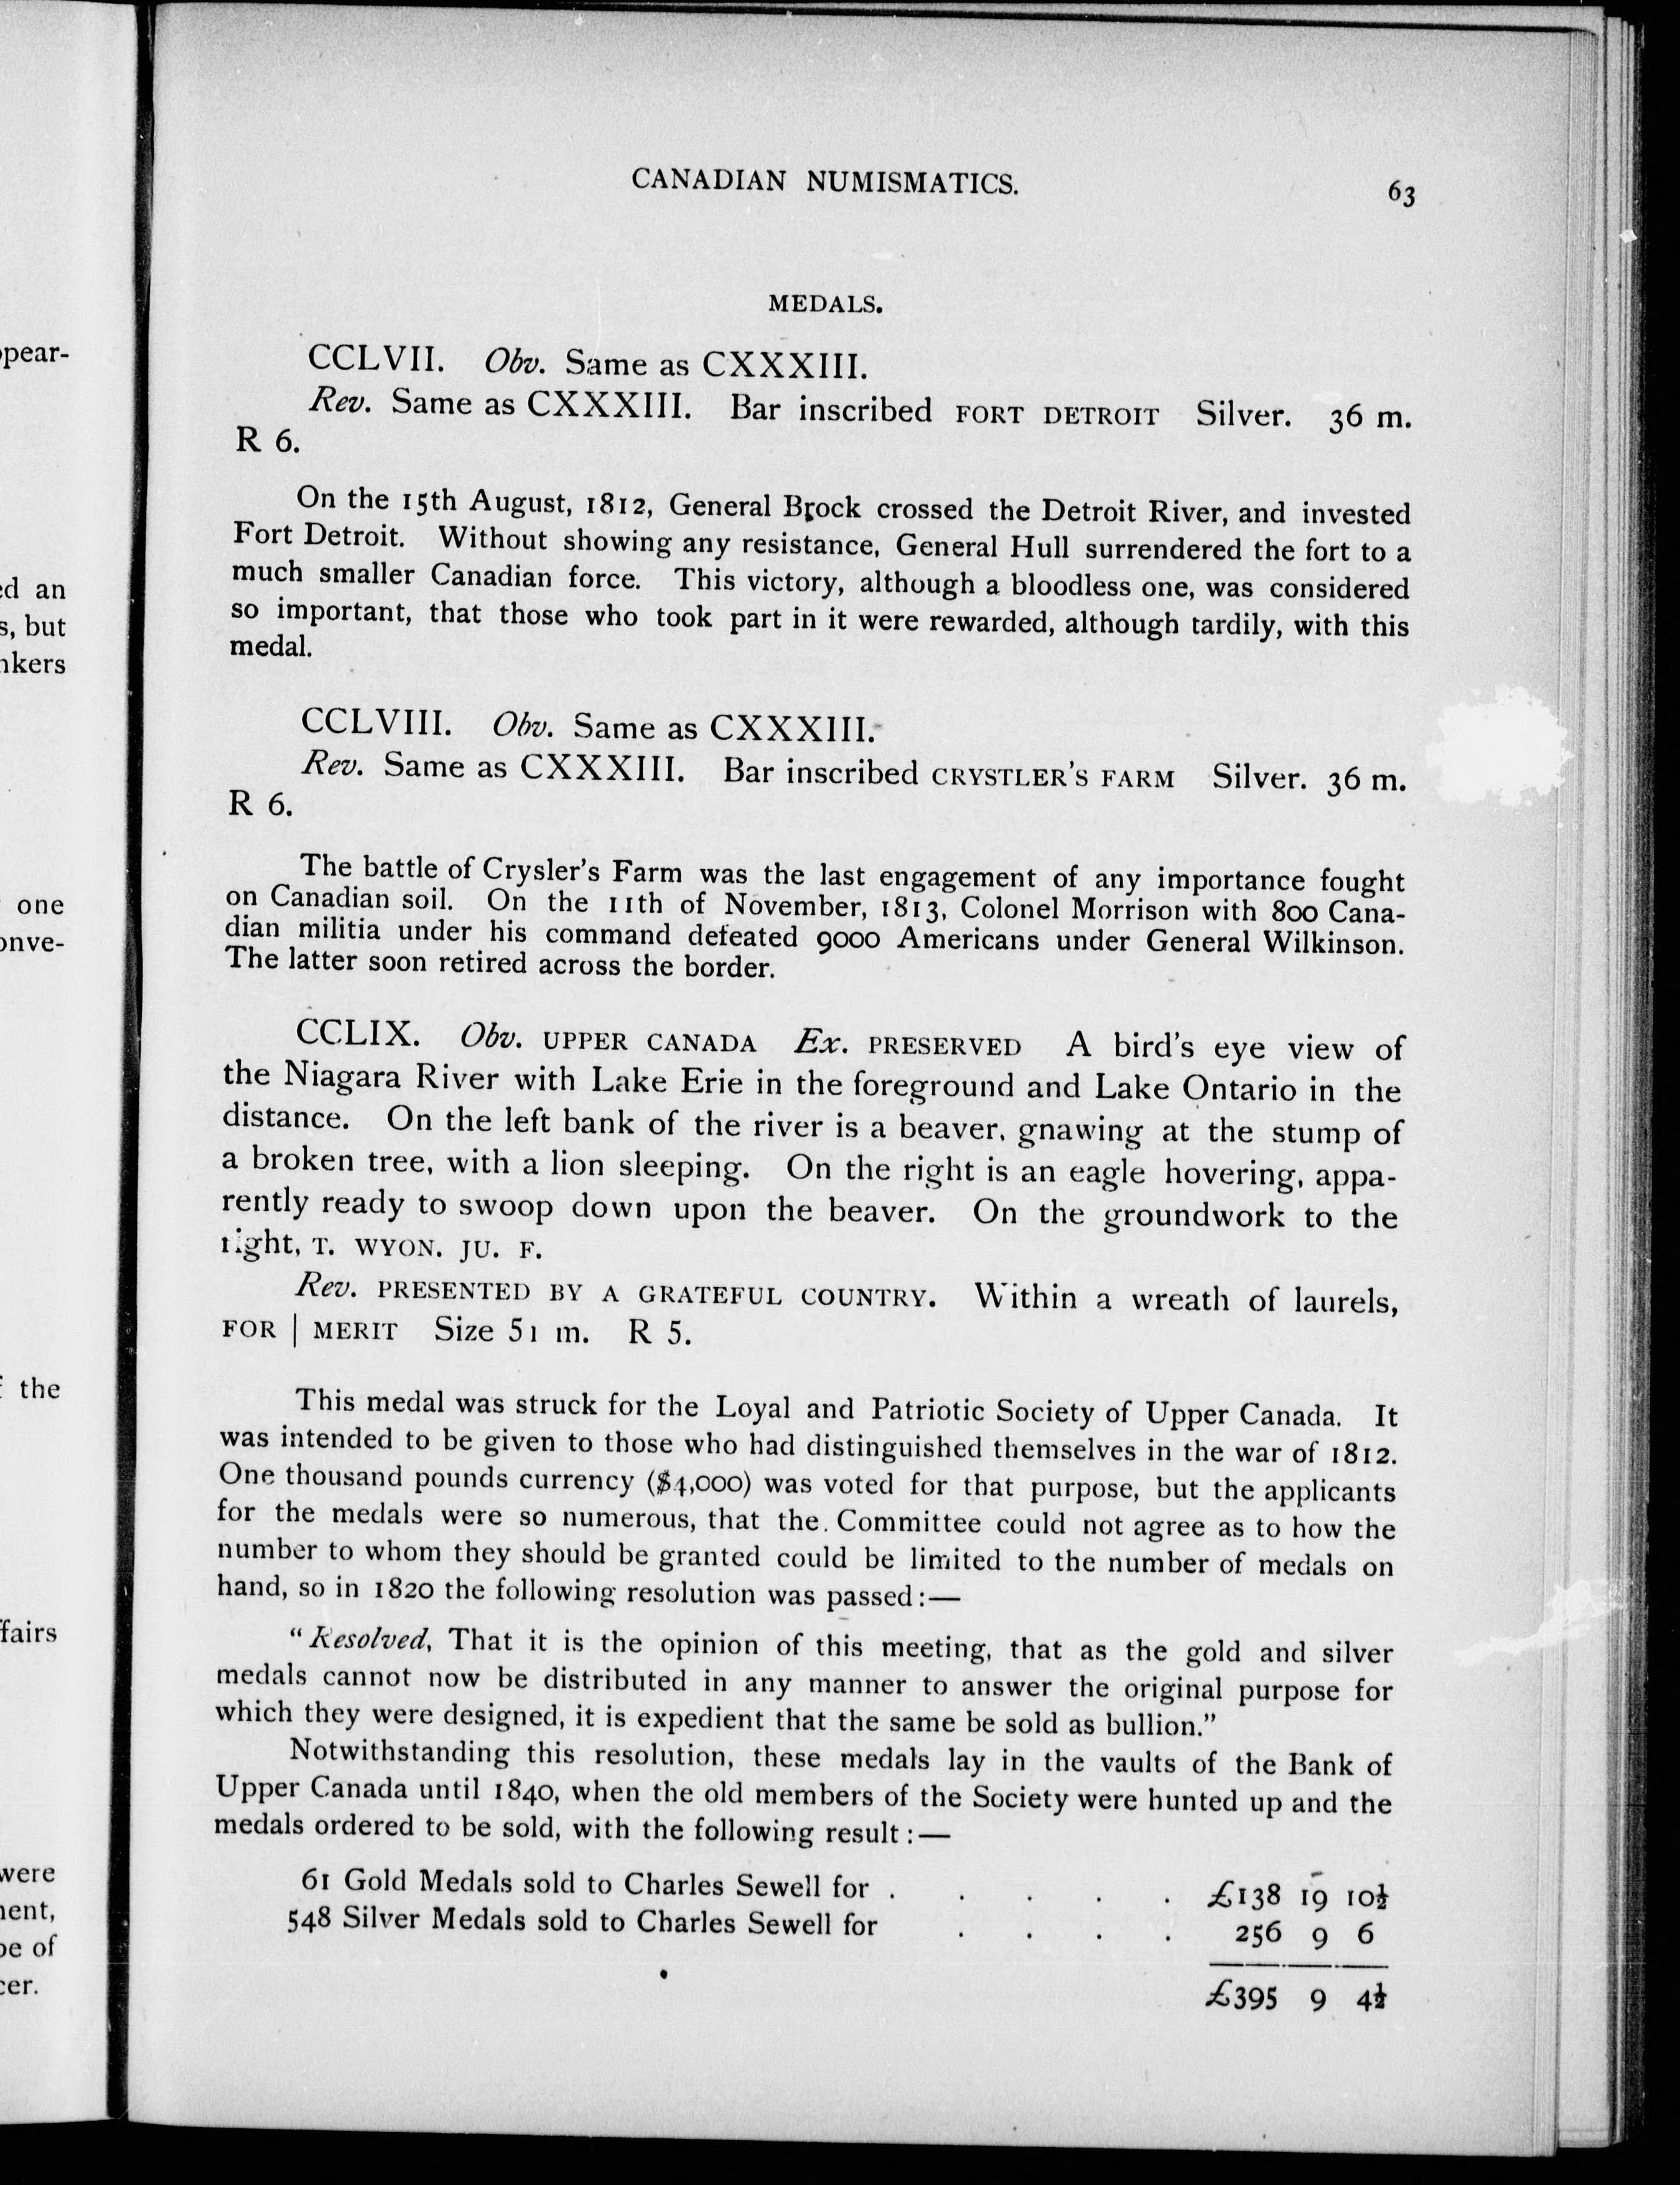 CANADIAN NUMISMATICS.
63
MEDALS.
CCLVII. Obv. Same as CXXXIII.
Rev. Same as CXXXIII. Bar inscribed FORT DETROIT Silver. 36 m.
R 6.
On the 15th August, 1812, General Brock crossed the Detroit River, and invested
Fort Detroit. Without showing any resistance, General Hull surrendered the fort to a
much smaller Canadian force. This victory, although a bloodless one, was considered
so important, that those who took part in it were rewarded, although tardily, with this
medal.
CCLVIII. Obv. Same as CXXXIII.
Rev. Same as CXXXIII. Bar inscribed CRYSTLER'S FARM Silver. 36 m.
R 6.
The battle of Crysler's Farm was the last engagement of any importance fought
on Canadian soil. On the 11th of November, 1813, Colonel Morrison with 800 Cana-
dian militia under his command defeated 9000 Americans under General Wilkinson.
The latter soon retired across the border.
CCLIX. Obv. UPPER CANADA Ex. PRESERVED A bird's eye view of
the Niagara River with Lake Erie in the foreground and Lake Ontario in the
distance. On the left bank of the river is a beaver, gnawing at the stump of
a broken tree, with a lion sleeping. On the right is an eagle hovering, appa-
rently ready to swoop down upon the beaver. On the groundwork to the
right, T. WYON. JU. F.
Rev. PRESENTED BY A GRATEFUL COUNTRY. Within a wreath of laurels,
FOR | MERIT Size 51 m. R 5.
This medal was struck for the Loyal and Patriotic Society of Upper Canada. It
was intended to be given to those who had distinguished themselves in the war of 1812.
One thousand pounds currency ($4,000) was voted for that purpose, but the applicants
for the medals were so numerous, that the Committee could not agree as to how the
number to whom they should be granted could be limited to the number of medals on
hand, so in 1820 the following resolution was passed:—
"Resolved, That it is the opinion of this meeting, that as the gold and silver
medals cannot now be distributed in any manner to answer the original purpose for
which they were designed, it is expedient that the same be sold as bullion."
Notwithstanding this resolution, these medals lay in the vaults of the Bank of
Upper Canada until 1840, when the old members of the Society were hunted up and the
medals ordered to be sold, with the following result:—
61 Gold Medals sold to Charles Sewell for . . . . . £138 19 10½
548 Silver Medals sold to Charles Sewell for . . . . 256 9 6
£395 9 4½